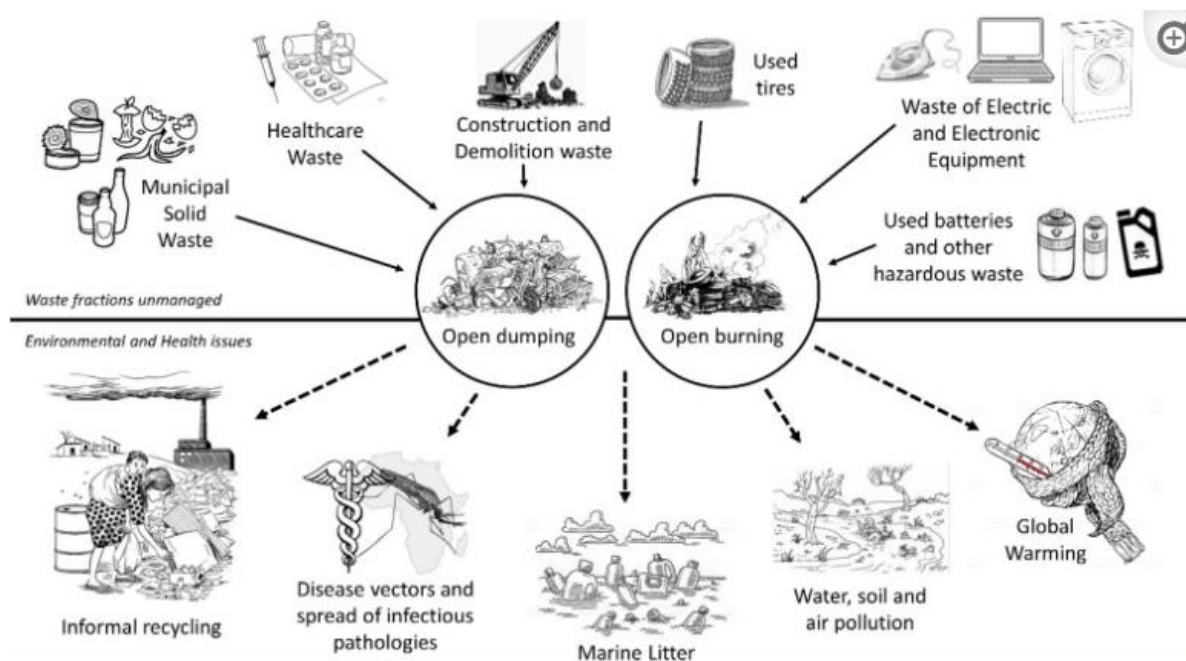 Healthcare
Waste
Construction and
Demolition waste
Used
tires
Waste of Electric
and Electronic
Equipment
Municipal
Solid
Waste
Used batteries
and other
hazardous waste
Waste fractions unmanaged
Open dumping
Open burning
Environmental and Health issues
Informal recycling
Disease vectors and
spread of infectious
pathologies
Marine Litter
Water, soil and
air pollution
Global
Warming